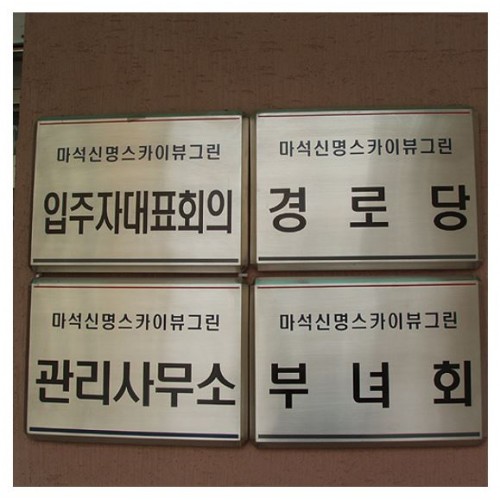 마석신명스카이뷰그린
입주자대표회의
마석신명스카이뷰그린
경로당
마석신명스카이뷰그린
관리사무소
마석신명스카이뷰그린
부녀회